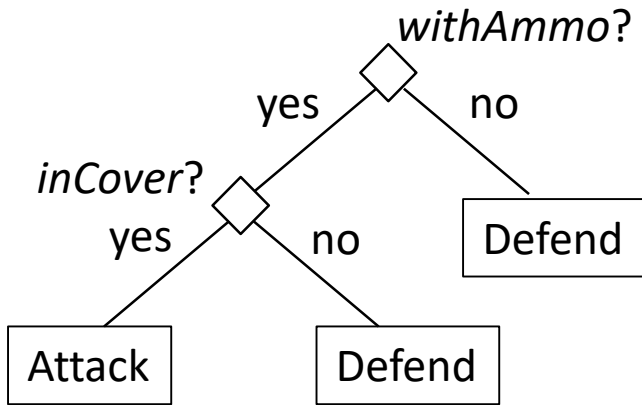 withAmmo?
yes
no
inCover?
Defend
yes
no
Attack
Defend